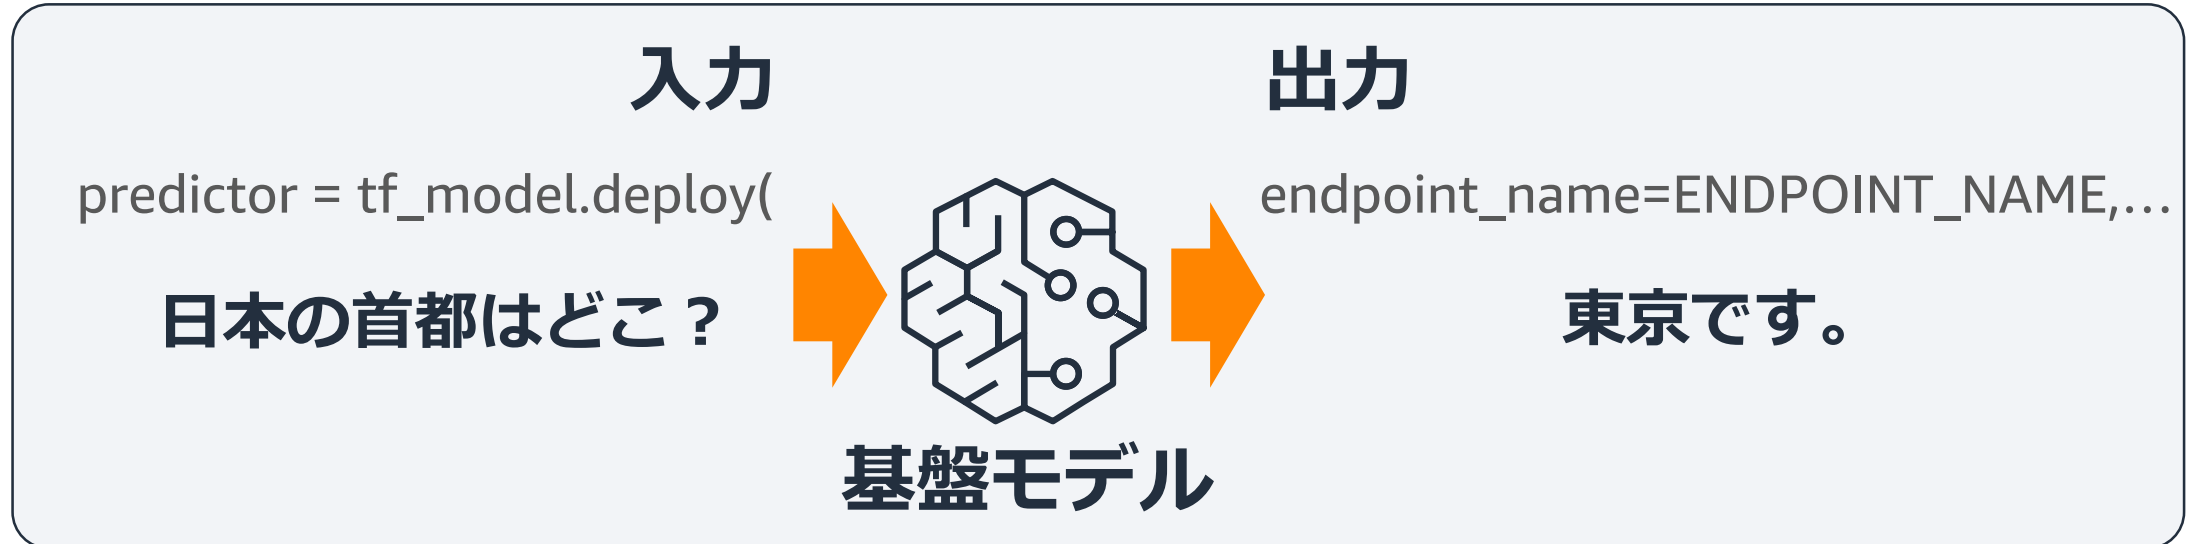 入力
出力
predictor = tf_model.deploy(
endpoint_name=ENDPOINT_NAME,…
日本の首都はどこ？
東京です。
基盤モデル